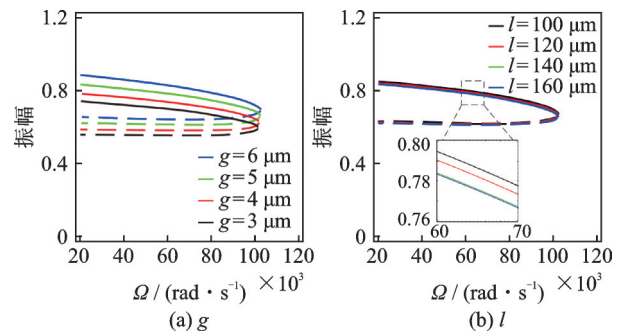 1.2
0.8
0.4
0
振幅
g=6 μm
g=5 μm
g=4 μm
g=3 μm
20 40 60 80 100 120
×10³
Ω / (rad · s⁻¹)
(a) g
1.2
0.8
0.4
0
振幅
l=100 μm
l=120 μm
l=140 μm
l=160 μm
0.80
0.78
0.76
60 70
20 40 60 80 100 120
×10³
Ω / (rad · s⁻¹)
(b) l